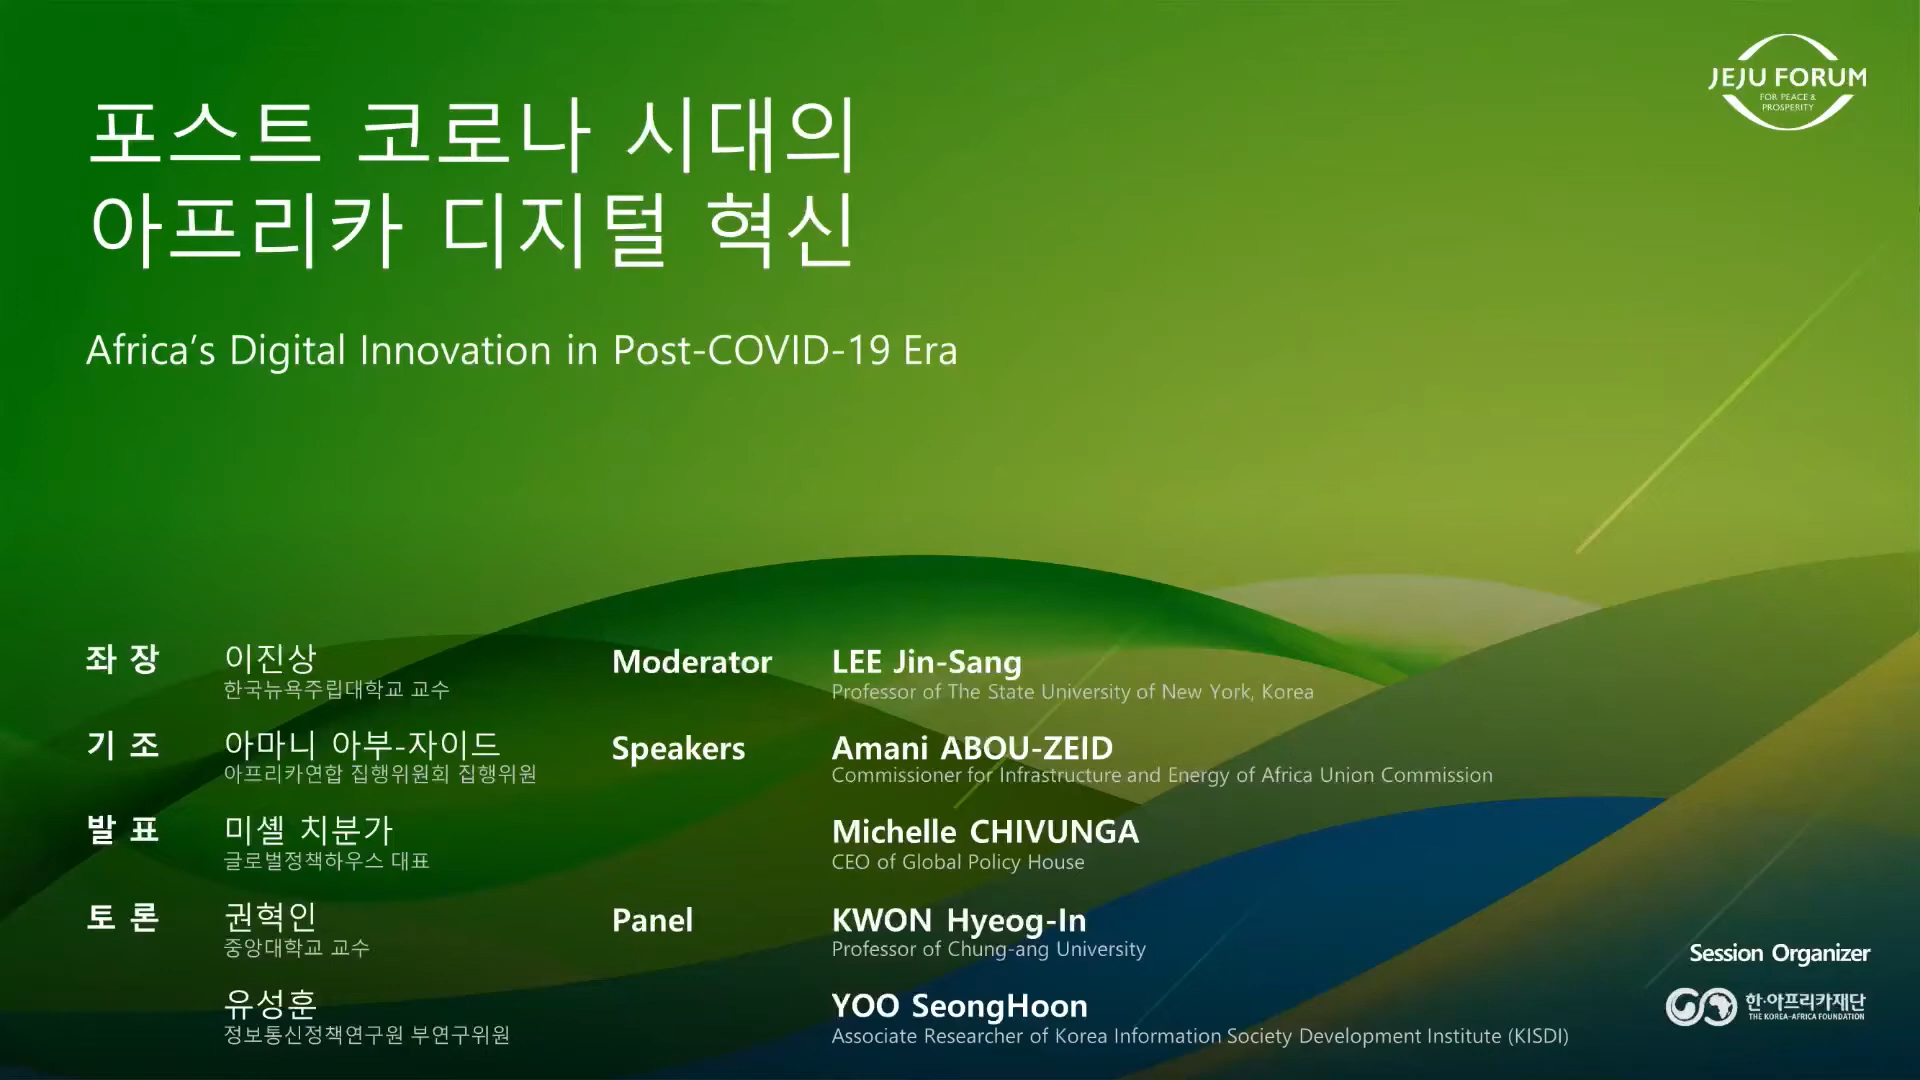 JEJU FORUM
FOR PEACE &
PROSPERITY
포스트 코로나 시대의
아프리카 디지털 혁신
Africa's Digital Innovation in Post-COVID-19 Era
좌 장 이진상
한국뉴욕주립대학교 교수
기 조 아마니 아부-자이드
아프리카연합 집행위원회 집행위원
발 표 미셸 치분가
글로벌정책하우스 대표
토 론 권혁인
중앙대학교 교수
유성훈
정보통신정책연구원 부연구위원
Moderator LEE Jin-Sang
Professor of The State University of New York, Korea
Speakers Amani ABOU-ZEID
Commissioner for Infrastructure and Energy of Africa Union Commission
Michelle CHIVUNGA
CEO of Global Policy House
Panel KWON Hyeog-In
Professor of Chung-ang University
YOO SeongHoon
Associate Researcher of Korea Information Society Development Institute (KISDI)
Session Organizer
한·아프리카재단
THE KOREA-AFRICA FOUNDATION